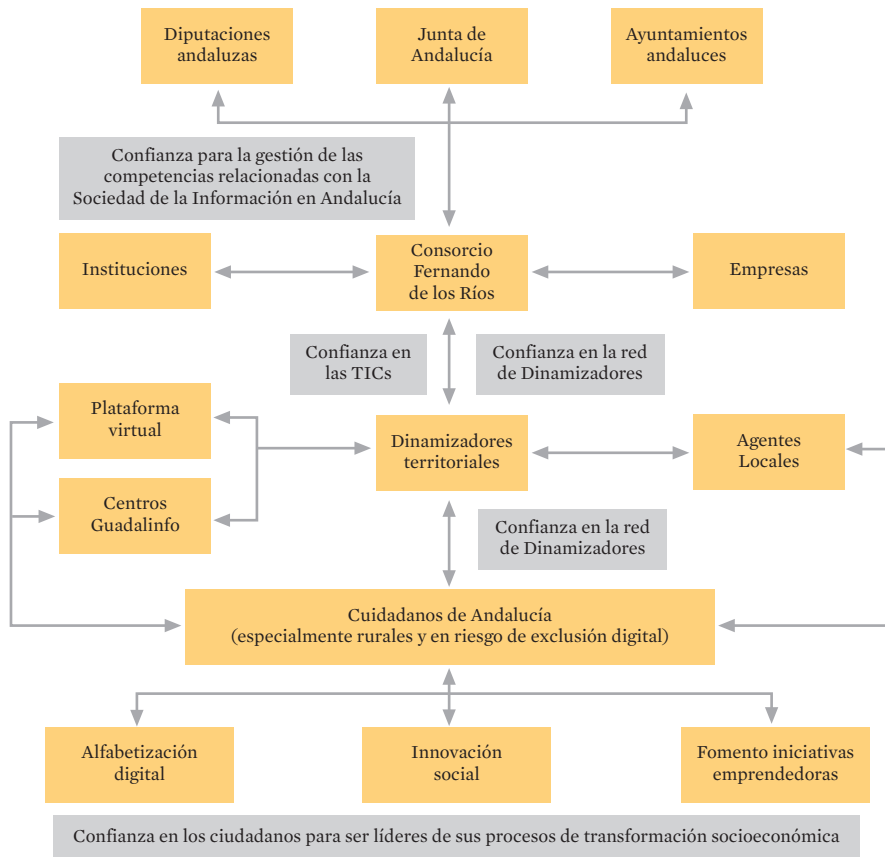 Diputaciones
andaluzas
Junta de
Andalucía
Ayuntamientos
andaluces
Confianza para la gestión de las
competencias relacionadas con la
Sociedad de la Información en Andalucía
Instituciones
Consorcio
Fernando
de los Ríos
Empresas
Confianza en
las TICs
Confianza en la red
de Dinamizadores
Plataforma
virtual
Dinamizadores
territoriales
Agentes
Locales
Centros
Guadalinfo
Confianza en la red
de Dinamizadores
Cuidadanos de Andalucía
(especialmente rurales y en riesgo de exclusión digital)
Alfabetización
digital
Innovación
social
Fomento iniciativas
emprendedoras
Confianza en los ciudadanos para ser líderes de sus procesos de transformación socioeconómica